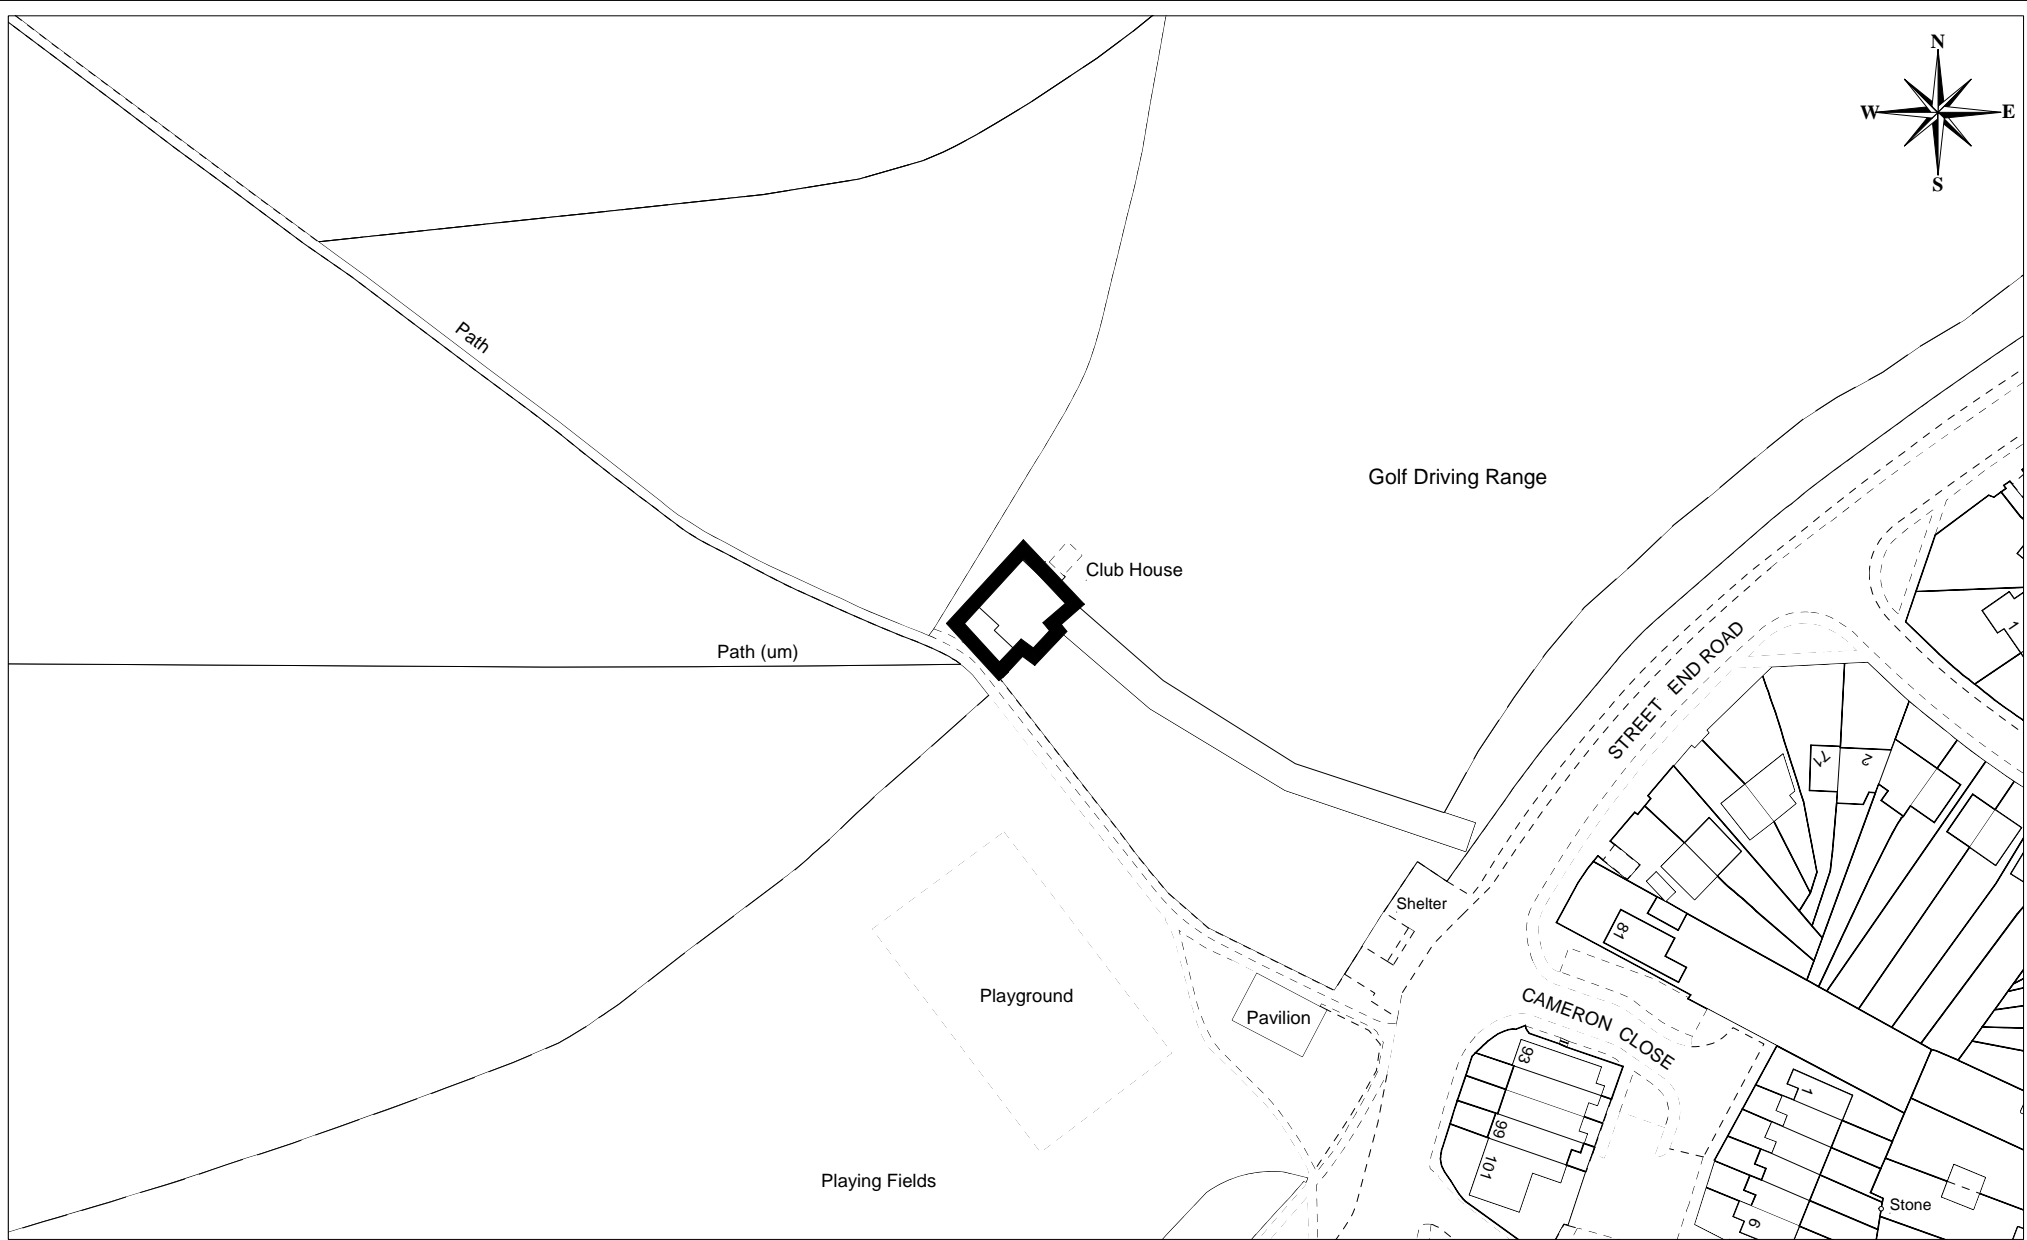 N
W
E
S
Path
Golf Driving Range
Club House
Path (um)
STREET END ROAD
1
71
2
Shelter
81
Playground
CAMERON CLOSE
Pavilion
93
1
99
101
Playing Fields
Stone
6